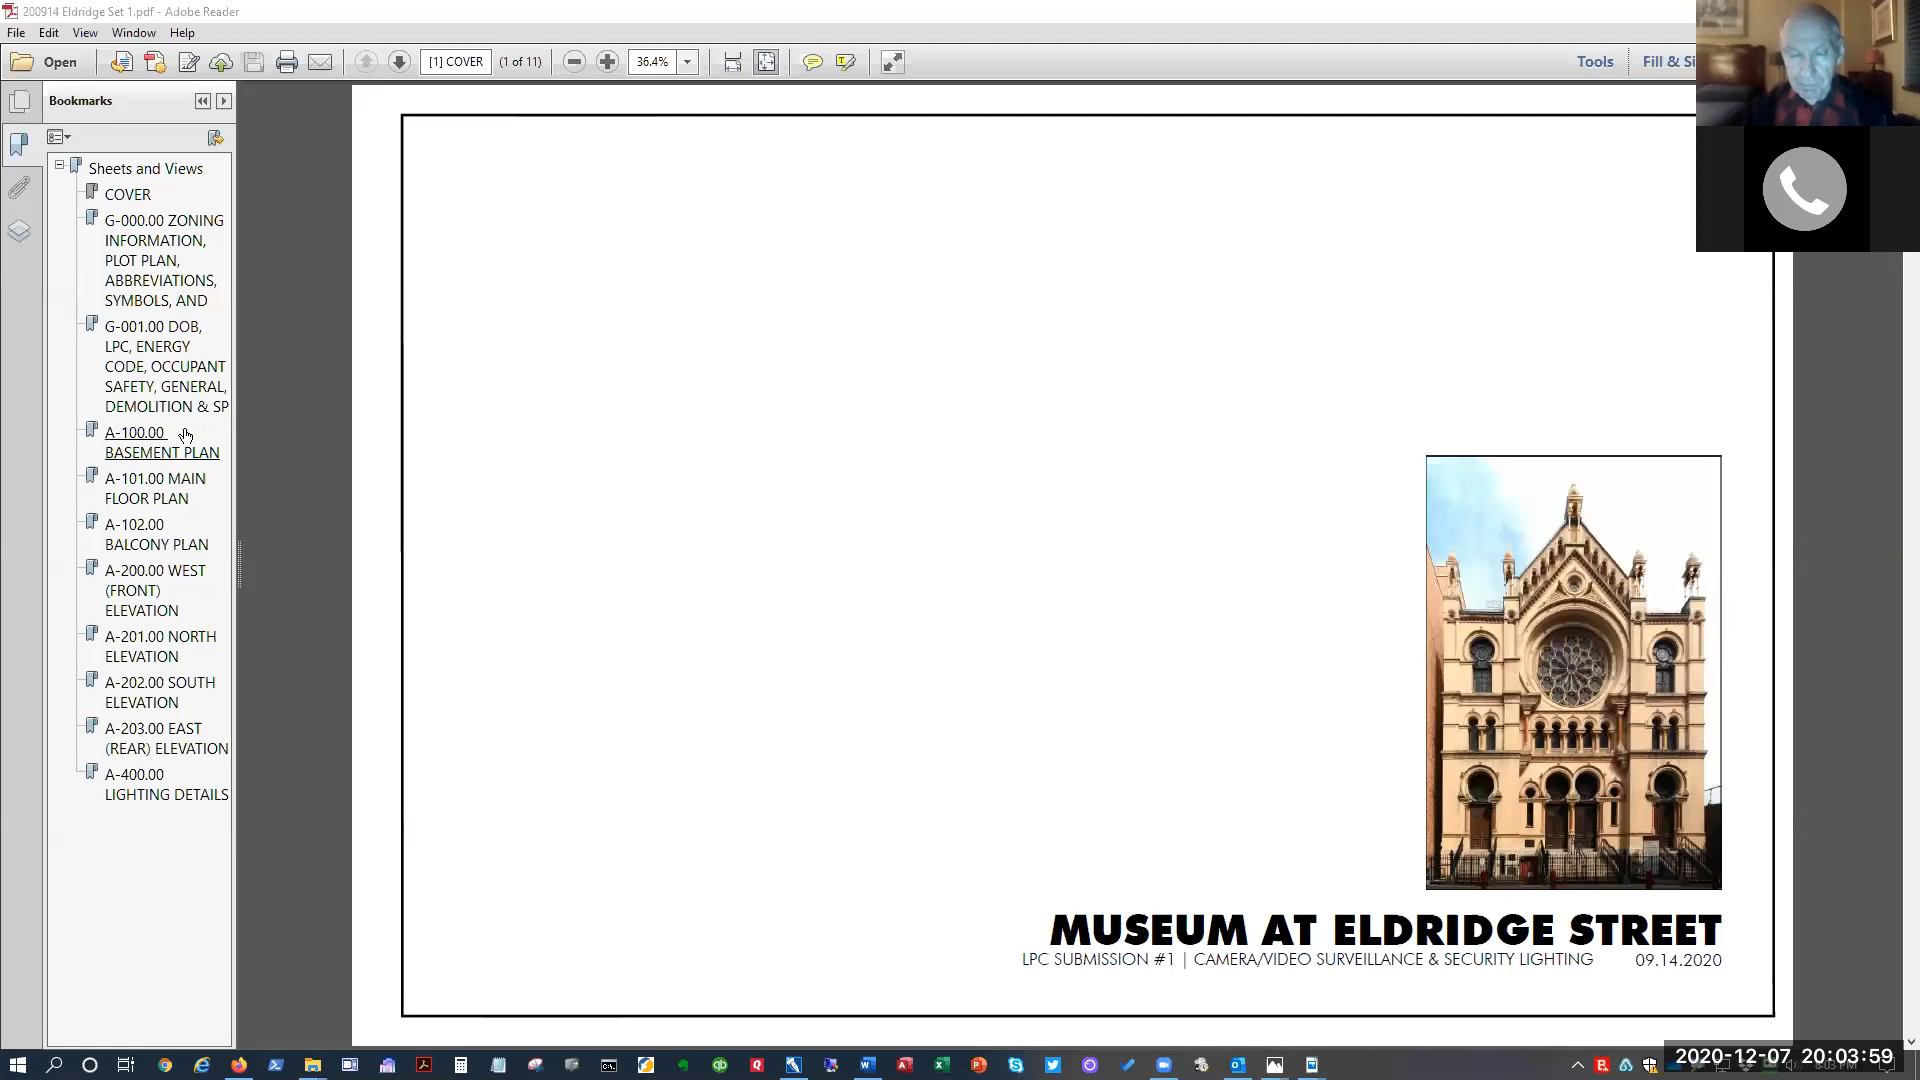 200914 Eldridge Set 1.pdf - Adobe Reader
File Edit View Window Help
Open
[1] COVER
(1 of 11)
36.4%
Tools
Fill & Si
Bookmarks
Sheets and Views
COVER
G-000.00 ZONING
INFORMATION,
PLOT PLAN,
ABBREVIATIONS,
SYMBOLS, AND
G-001.00 DOB,
LPC, ENERGY
CODE, OCCUPANT
SAFETY, GENERAL,
DEMOLITION & SP
A-100.00
BASEMENT PLAN
A-101.00 MAIN
FLOOR PLAN
A-102.00
BALCONY PLAN
A-200.00 WEST
(FRONT)
ELEVATION
A-201.00 NORTH
ELEVATION
A-202.00 SOUTH
ELEVATION
A-203.00 EAST
(REAR) ELEVATION
A-400.00
LIGHTING DETAILS
MUSEUM AT ELDRIDGE STREET
LPC SUBMISSION #1 | CAMERA/VIDEO SURVEILLANCE & SECURITY LIGHTING 09.14.2020
2020-12-07 20:03:59
8:03 PM